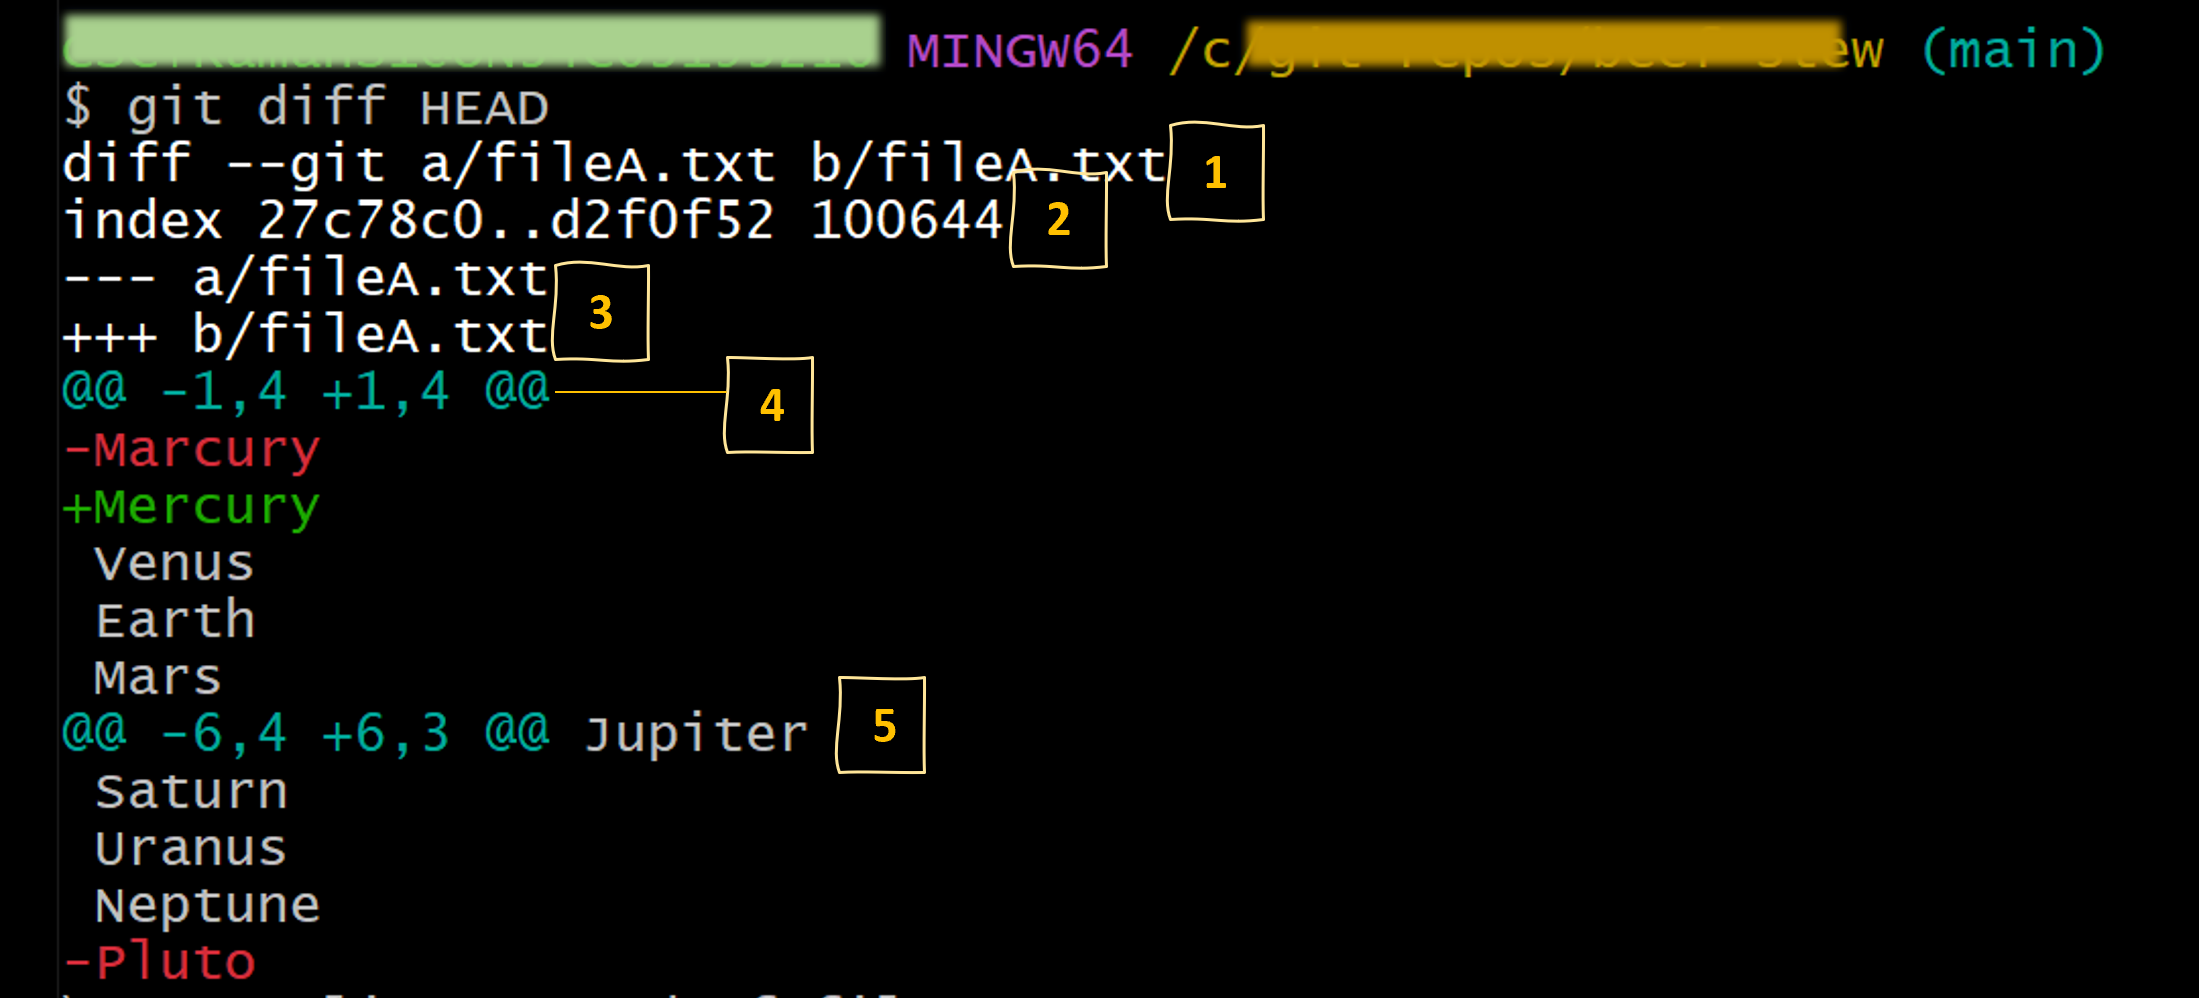 MINGW64 /c/ (main)
$ git diff HEAD
diff --git a/fileA.txt b/fileA.txt 1
index 27c78c0..d2f0f52 100644 2
--- a/fileA.txt
3
+++ b/fileA.txt
@@ -1,4 +1,4 @@ 4
-Marcury
+Mercury
 Venus
 Earth
 Mars
@@ -6,4 +6,3 @@ Jupiter 5
 Saturn
 Uranus
 Neptune
-Pluto